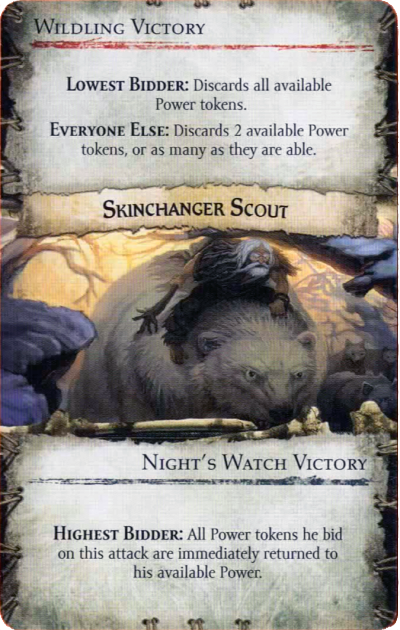 Wildling Victory
Lowest Bidder: Discards all available
Power tokens.
Everyone Else: Discards 2 available Power
tokens, or as many as they are able.
Skinchanger Scout
Night's Watch Victory
Highest Bidder: All Power tokens he bid
on this attack are immediately returned to
his available Power.